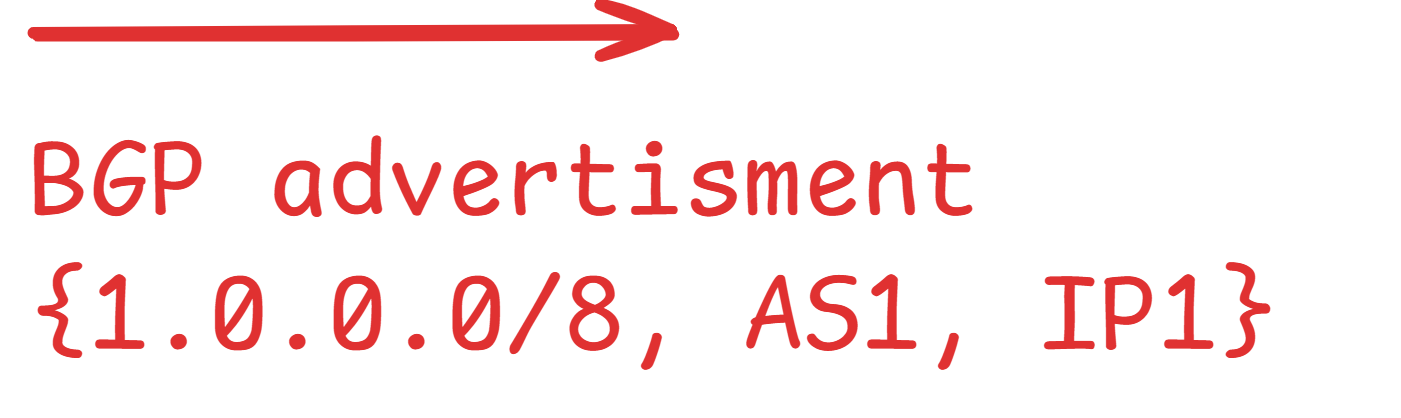 BGP advertisment
{1.0.0.0/8, AS1, IP1}